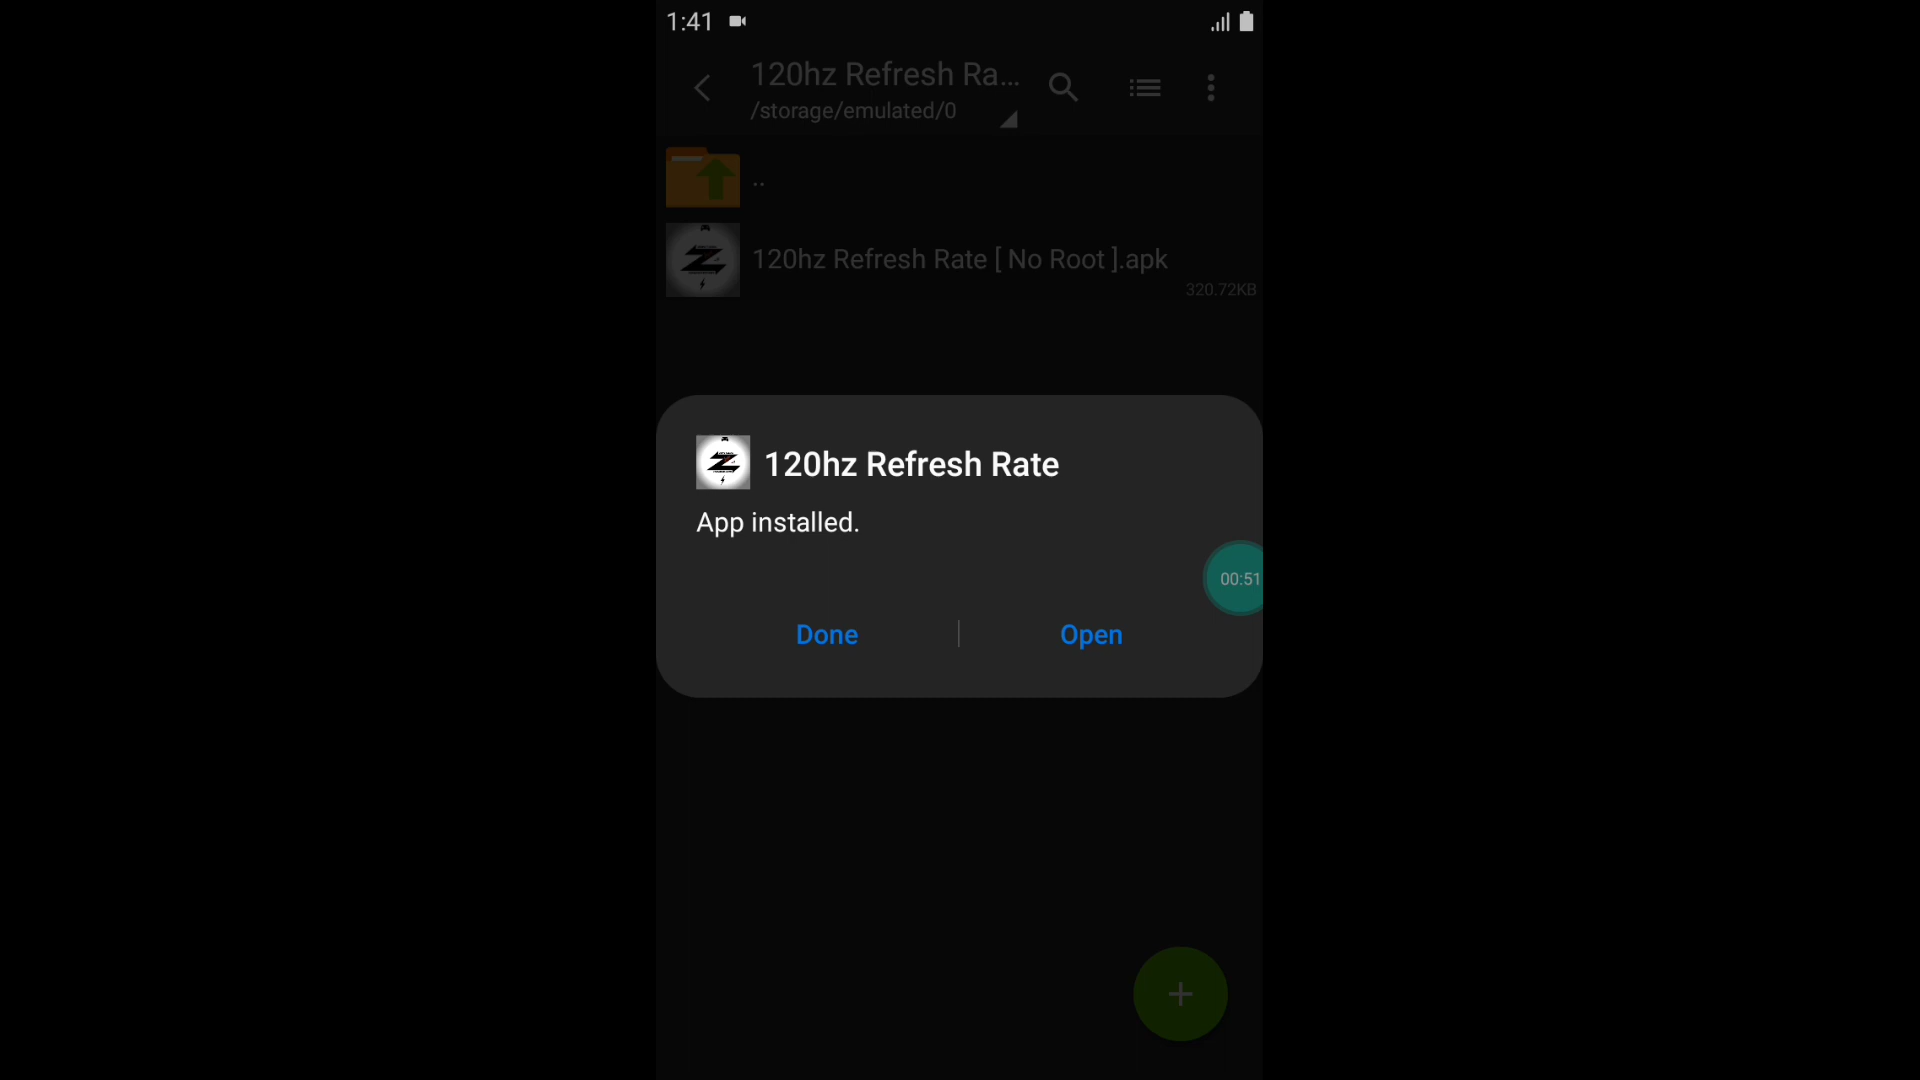 1:41
120hz Refresh Ra...
/storage/emulated/0
..
120hz Refresh Rate [ No Root ].apk
320.72KB
120hz Refresh Rate
App installed.
00:51
Done
Open